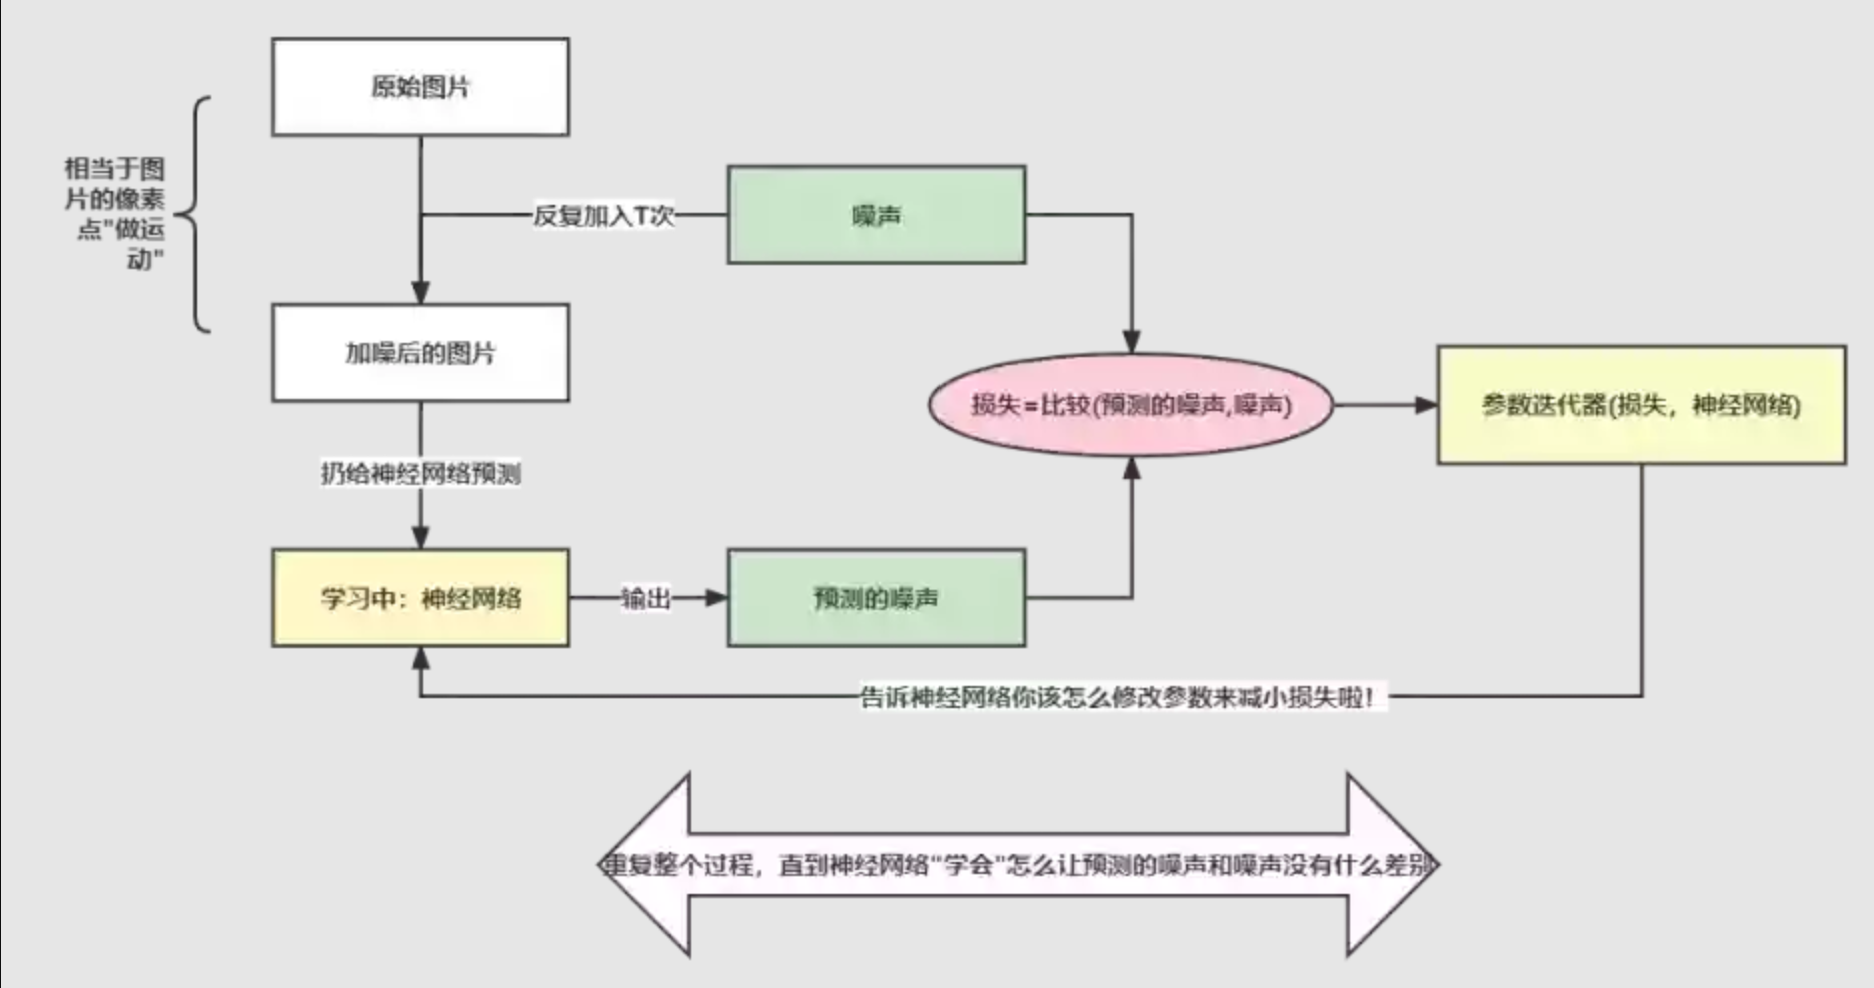 原始图片
相当于图
片的像素
点"做运
动"
反复加入T次
噪声
加噪后的图片
损失=比较(预测的噪声,噪声)
参数迭代器(损失，神经网络)
扔给神经网络预测
学习中：神经网络
输出
预测的噪声
告诉神经网络你该怎么修改参数来减小损失啦！
重复整个过程，直到神经网络"学会"怎么让预测的噪声和噪声没有什么差别